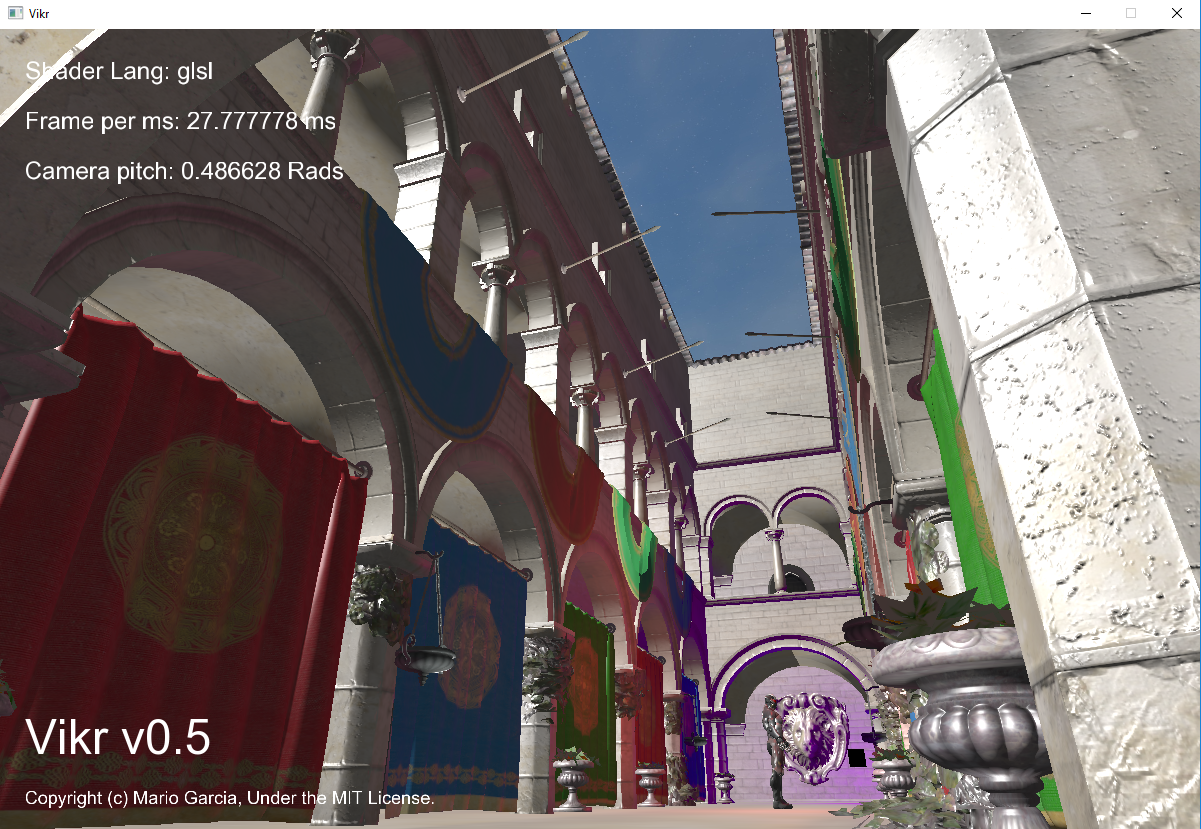 Vikr
Shader Lang: glsl
Frame per ms: 27.777778 ms
Camera pitch: 0.486628 Rads
Vikr v0.5
Copyright (c) Mario Garcia, Under the MIT License.